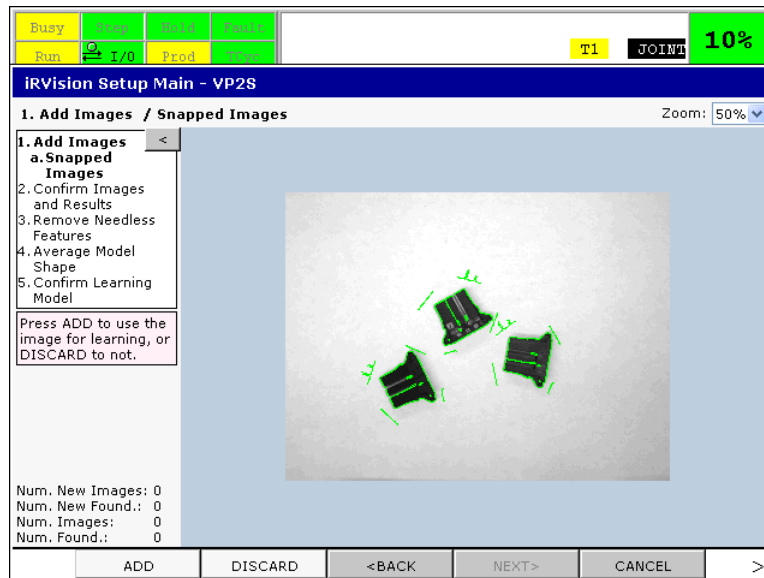 Busy Step Hold Fault
Run I/O Prod TCyc
T1 JOINT 10%
iRVision Setup Main - VP2S
1. Add Images / Snapped Images
Zoom: 50%
1. Add Images <
a. Snapped
Images
2. Confirm Images
and Results
3. Remove Needless
Features
4. Average Model
Shape
5. Confirm Learning
Model
Press ADD to use the
image for learning, or
DISCARD to not.
Num. New Images: 0
Num. New Found.: 0
Num. Images: 0
Num. Found.: 0
ADD DISCARD <BACK NEXT> CANCEL >